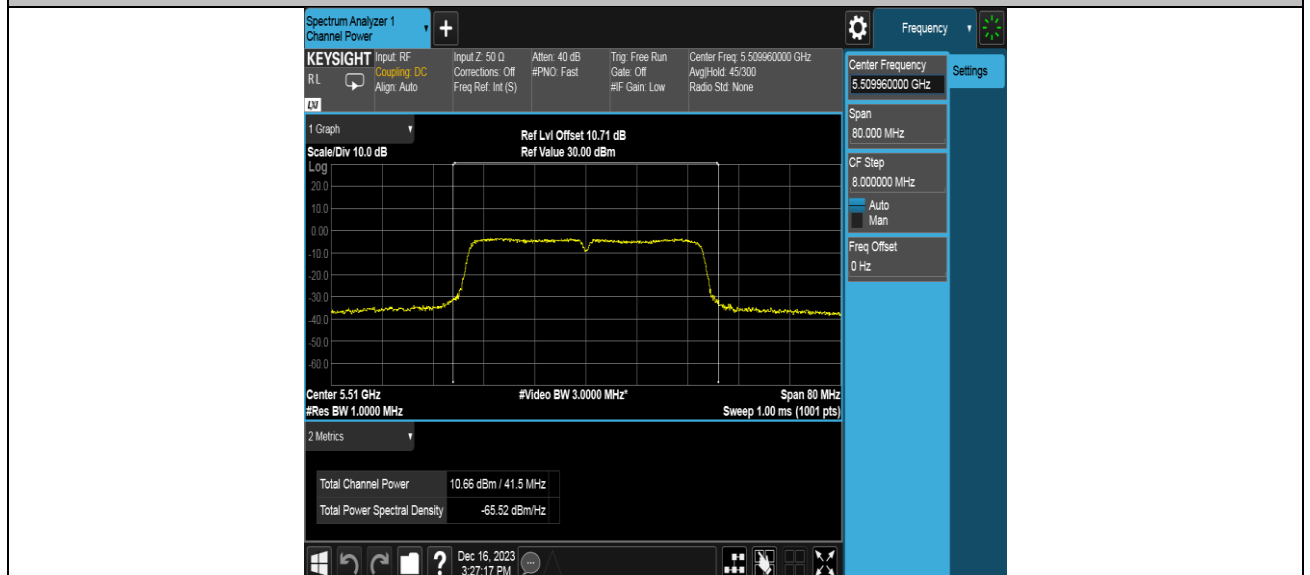 Spectrum Analyzer 1
Channel Power
+
Frequency
KEYSIGHT
RL
LXI
Input: RF
Coupling: DC
Align: Auto
Input Z: 50 Ω
Corrections: Off
Freq Ref: Int (S)
Atten: 40 dB
#PNO: Fast
Trig: Free Run
Gate: Off
#IF Gain: Low
Center Freq: 5.509960000 GHz
Avg|Hold: 45/300
Radio Std: None
Center Frequency
5.509960000 GHz
Settings
Span
80.000 MHz
CF Step
8.000000 MHz
Auto
Man
Freq Offset
0 Hz
1 Graph
Ref Lvl Offset 10.71 dB
Scale/Div 10.0 dB
Ref Value 30.00 dBm
Log
20.0
10.0
0.00
-10.0
-20.0
-30.0
-40.0
-50.0
-60.0
Center 5.51 GHz
#Video BW 3.0000 MHz*
Span 80 MHz
#Res BW 1.0000 MHz
Sweep 1.00 ms (1001 pts)
2 Metrics
Total Channel Power 10.66 dBm / 41.5 MHz
Total Power Spectral Density -65.52 dBm/Hz
?
Dec 16, 2023
3:27:17 PM